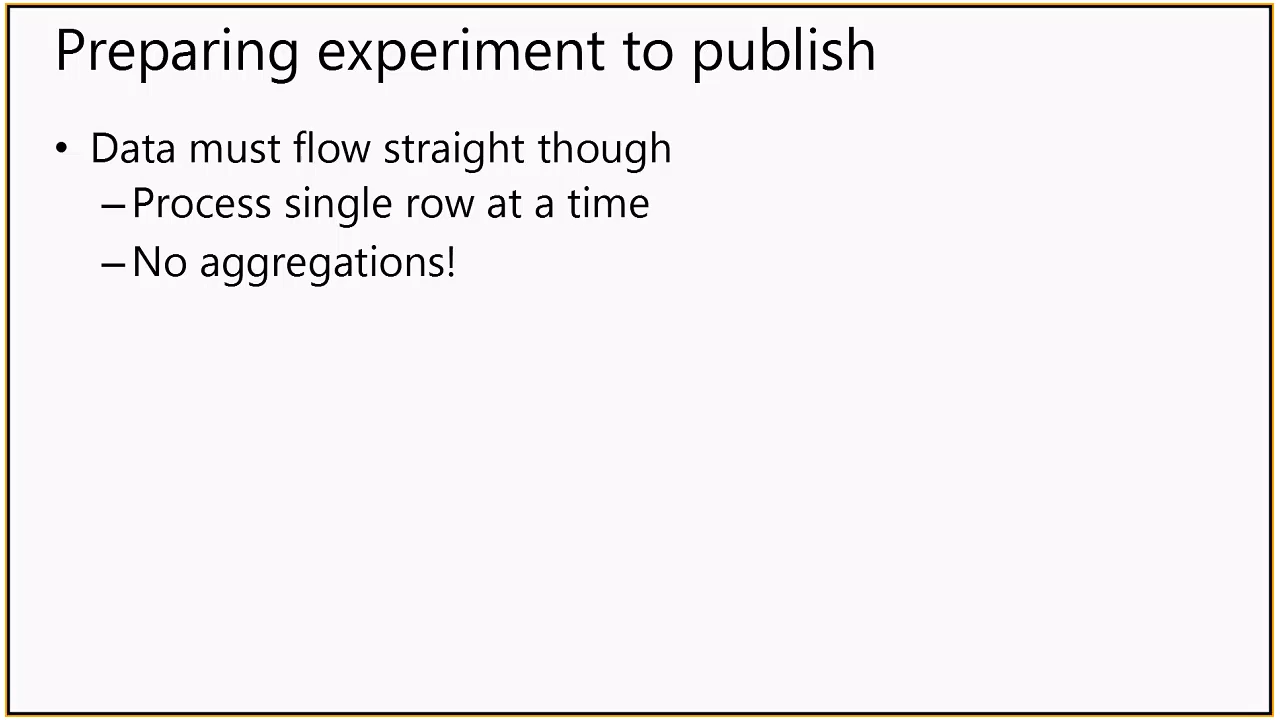 Preparing experiment to publish
• Data must flow straight though
– Process single row at a time
– No aggregations!